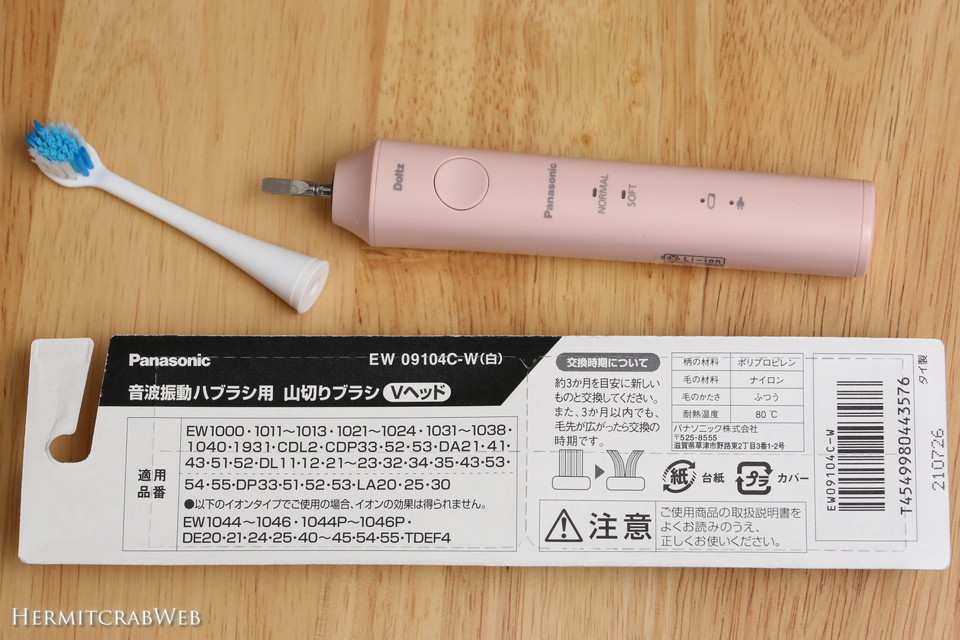 Doltz
Panasonic
NORMAL
SOFT
Li-ion
Panasonic
EW 09104C-W(白)
音波振動ハブラシ用 山切りブラシ Vヘッド
適用
品番
EW1000・1011〜1013・1021〜1024・1031〜1038・
1040・1931・CDL2・CDP33・52・53・DA21・41・
43・51・52・DL11・12・21〜23・32・34・35・43・53・
54・55・DP33・51・52・53・LA20・25・30
●以下のイオンタイプでご使用の場合、イオンの効果は得られません。
EW1044〜1046・1044P〜1046P・
DE20・21・24・25・40〜45・54・55・TDEF4
交換時期について
約3か月を目安に新しい
ものと交換してください。
また、3か月以内でも、
毛先が広がったら交換の
時期です。
柄の材料 ポリプロピレン
毛の材料 ナイロン
毛のかたさ ふつう
耐熱温度 80℃
パナソニック株式会社
〒525-8555
滋賀県草津市野路東2丁目3番1-2号
紙 台紙
プラ カバー
注意
ご使用商品の取扱説明書を
よくお読みのうえ、
正しくお使いください。
EW09104C-W
T4549980443576
タイ製
210726
HermitcrabWeb